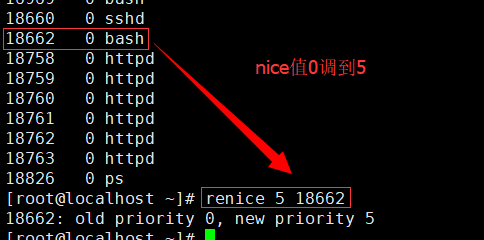 18660 0 sshd
18662 0 bash
18758 0 httpd
18759 0 httpd
nice值0调到5
18760 0 httpd
18761 0 httpd
18762 0 httpd
18763 0 httpd
18826 0 ps
[root@localhost ~]# renice 5 18662
18662: old priority 0, new priority 5
[root@localhost ~]#